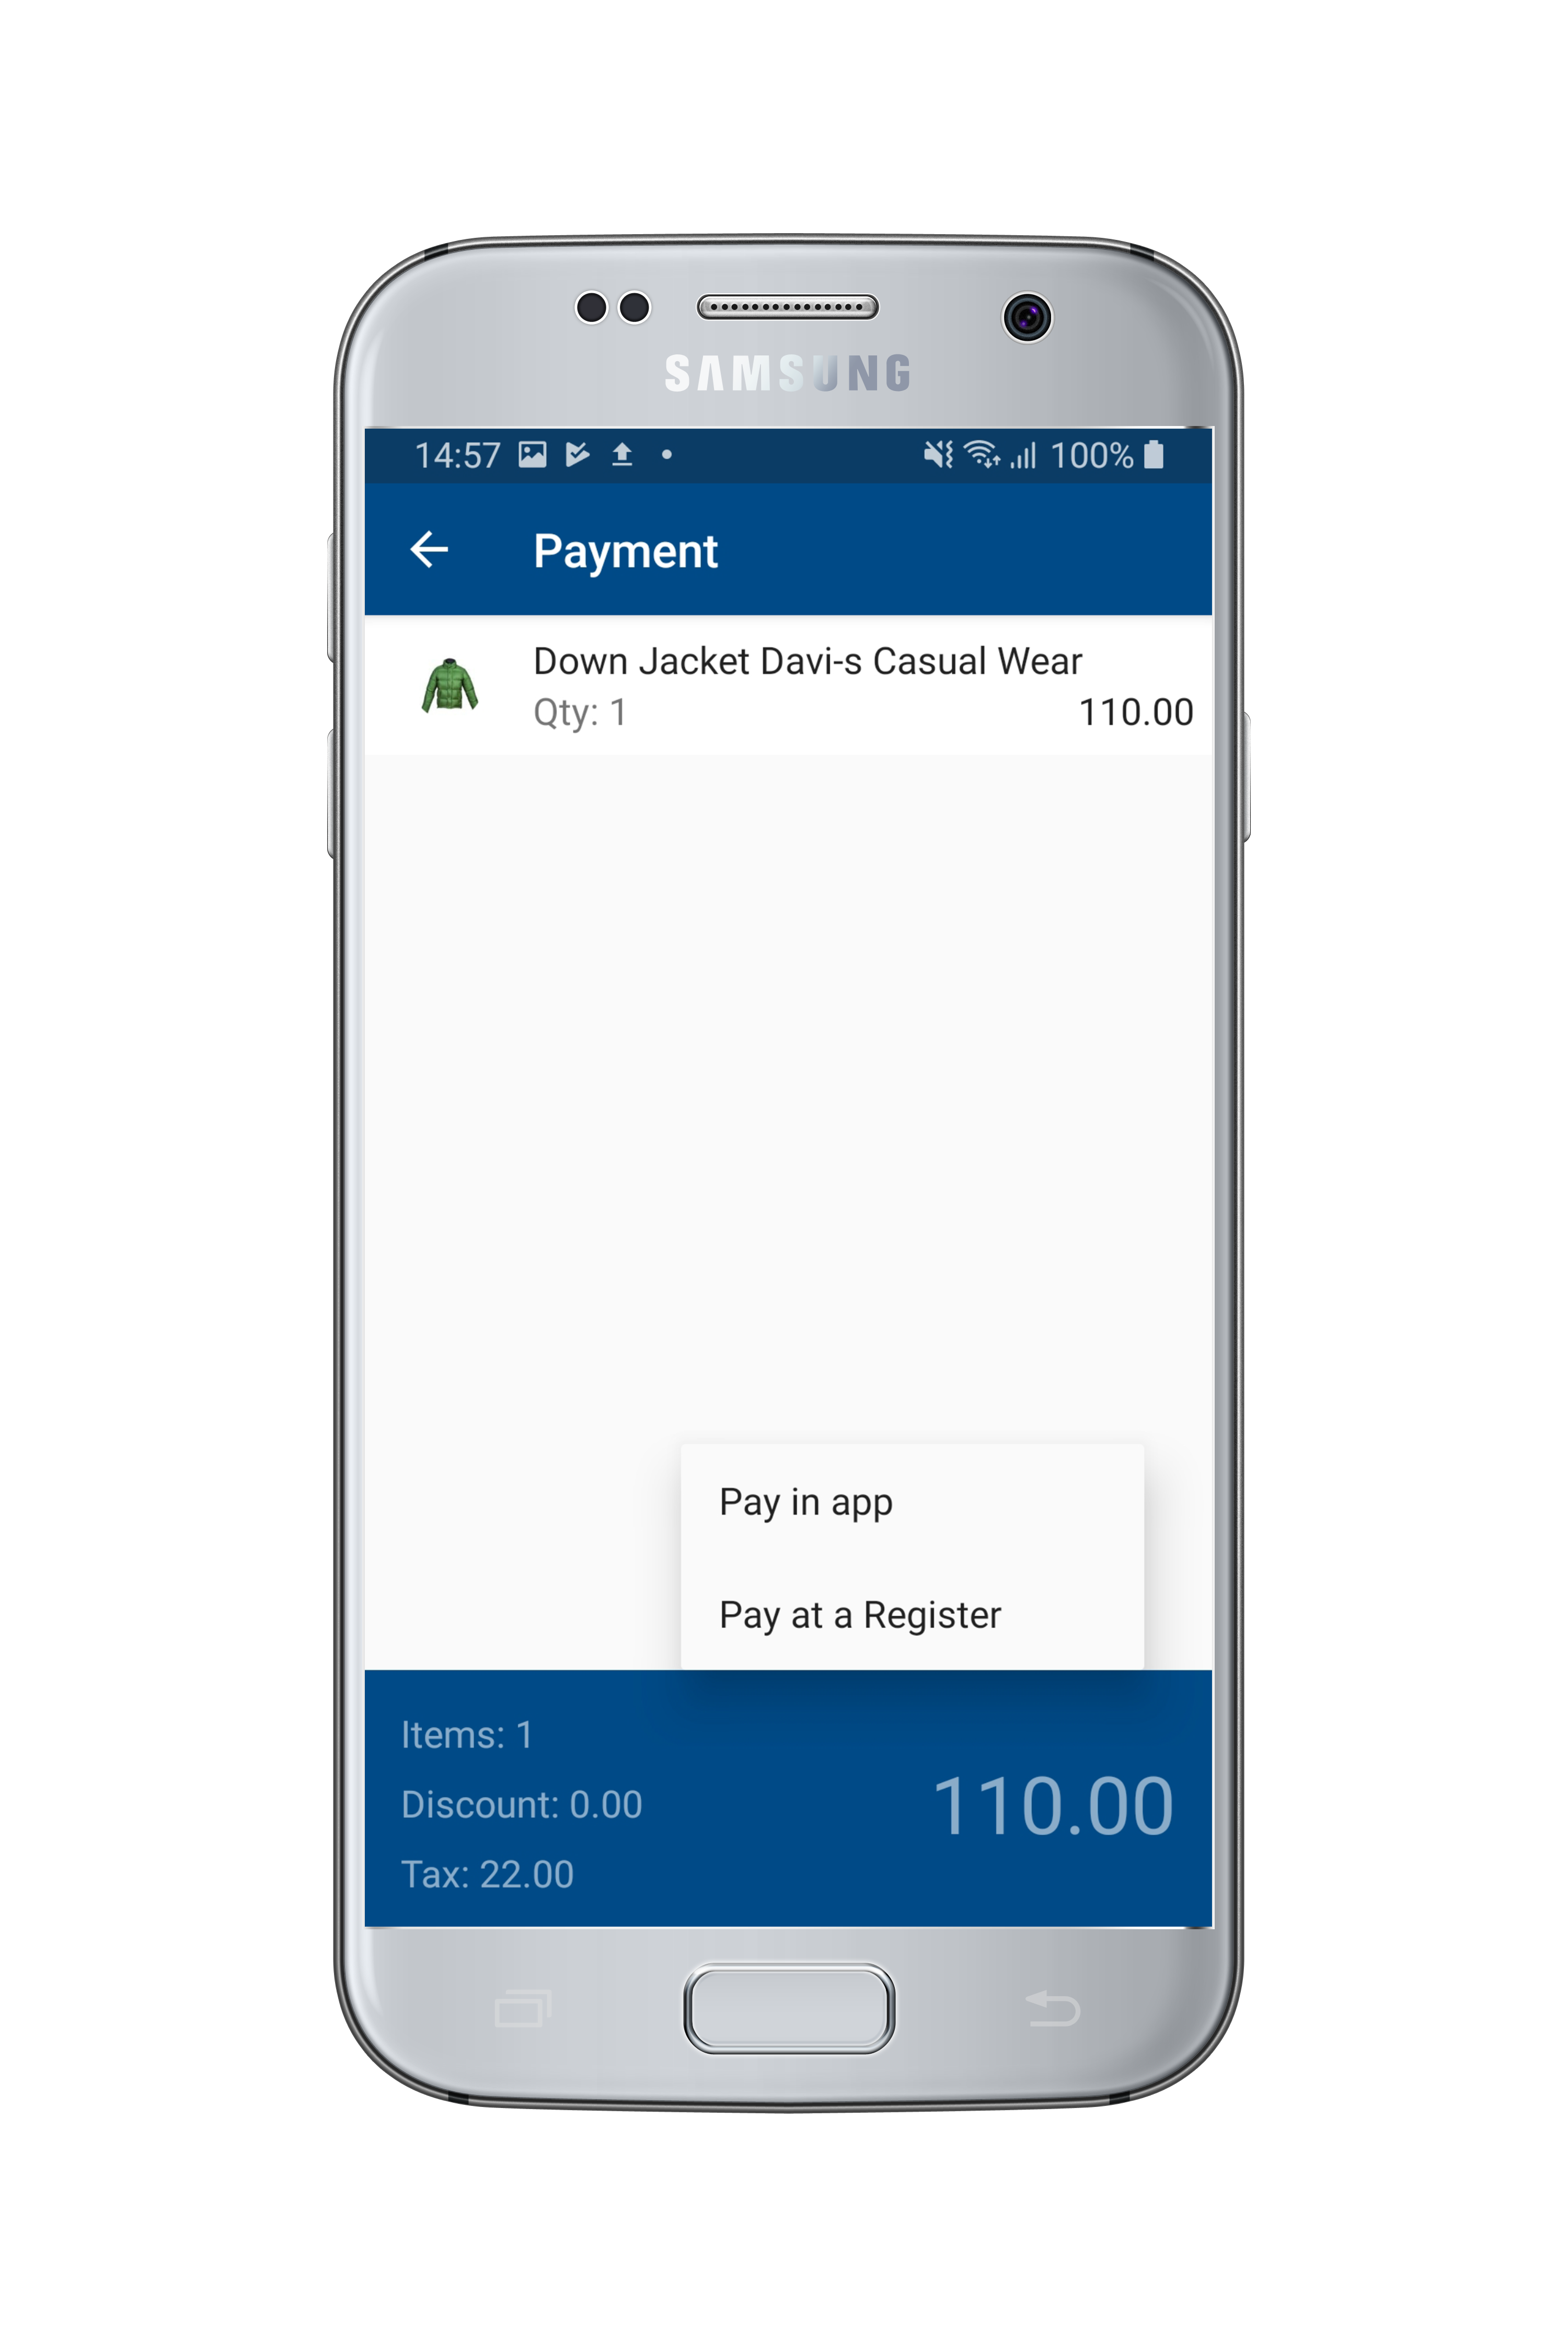 SAMSUNG
14:57 100%
Payment
Down Jacket Davi-s Casual Wear
Qty: 1 110.00
Pay in app
Pay at a Register
Items: 1
Discount: 0.00 110.00
Tax: 22.00